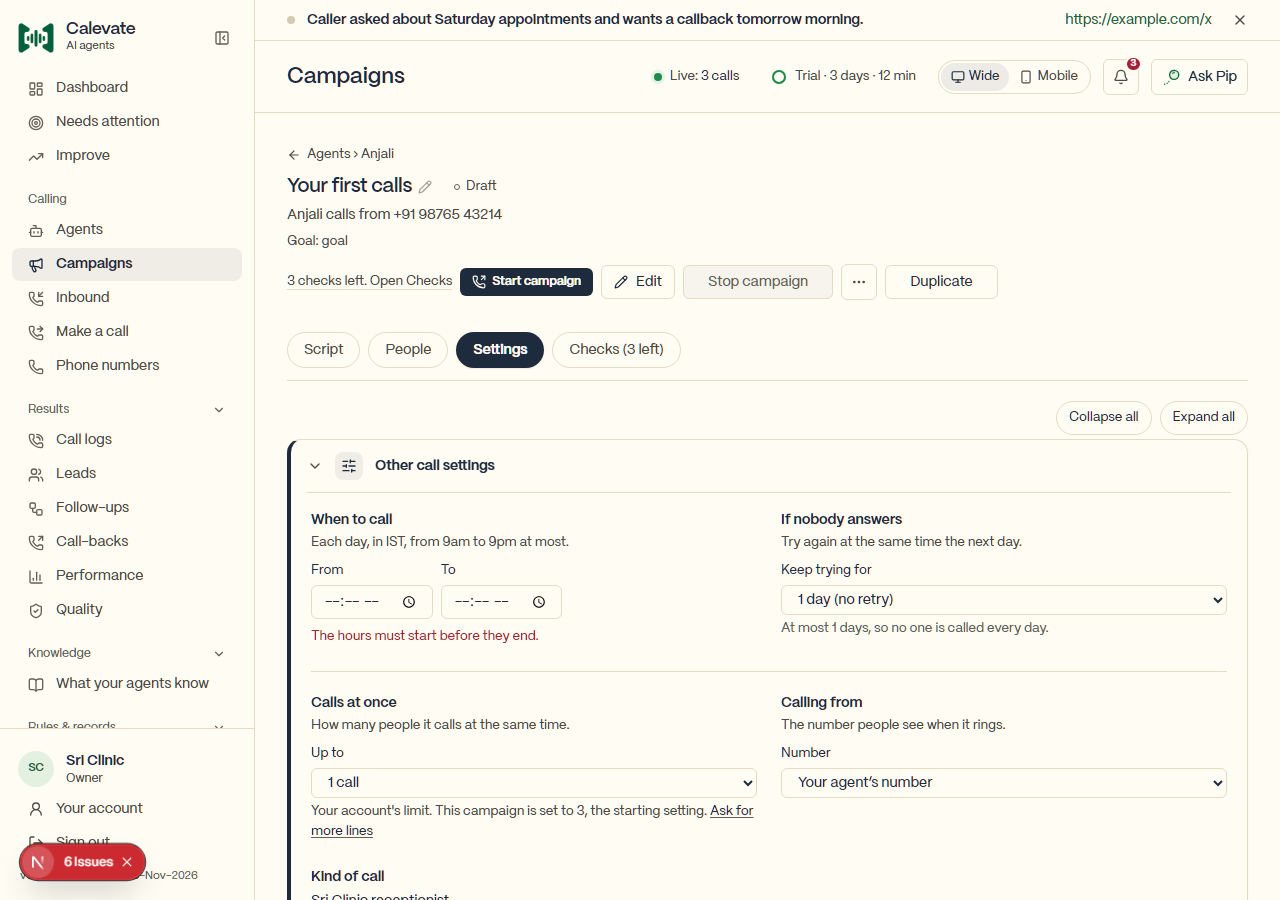 Calevate
AI agents
Dashboard
Needs attention
Improve
Calling
Agents
Campaigns
Inbound
Make a call
Phone numbers
Results
Call logs
Leads
Follow-ups
Call-backs
Performance
Quality
Knowledge
What your agents know
Rules & records
SC
Sri Clinic
Owner
Your account
Sign out
6 Issues
-Nov-2026
Caller asked about Saturday appointments and wants a callback tomorrow morning.
https://example.com/x
Campaigns
Live: 3 calls
Trial · 3 days · 12 min
Wide
Mobile
3
Ask Pip
Agents › Anjali
Your first calls
Draft
Anjali calls from +91 98765 43214
Goal: goal
3 checks left. Open Checks
Start campaign
Edit
Stop campaign
Duplicate
Script
People
Settings
Checks (3 left)
Collapse all
Expand all
Other call settings
When to call
Each day, in IST, from 9am to 9pm at most.
From
To
--:-- --
--:-- --
The hours must start before they end.
If nobody answers
Try again at the same time the next day.
Keep trying for
1 day (no retry)
At most 1 days, so no one is called every day.
Calls at once
How many people it calls at the same time.
Up to
1 call
Your account's limit. This campaign is set to 3, the starting setting. Ask for
more lines
Calling from
The number people see when it rings.
Number
Your agent’s number
Kind of call
Sri Clinic receptionist